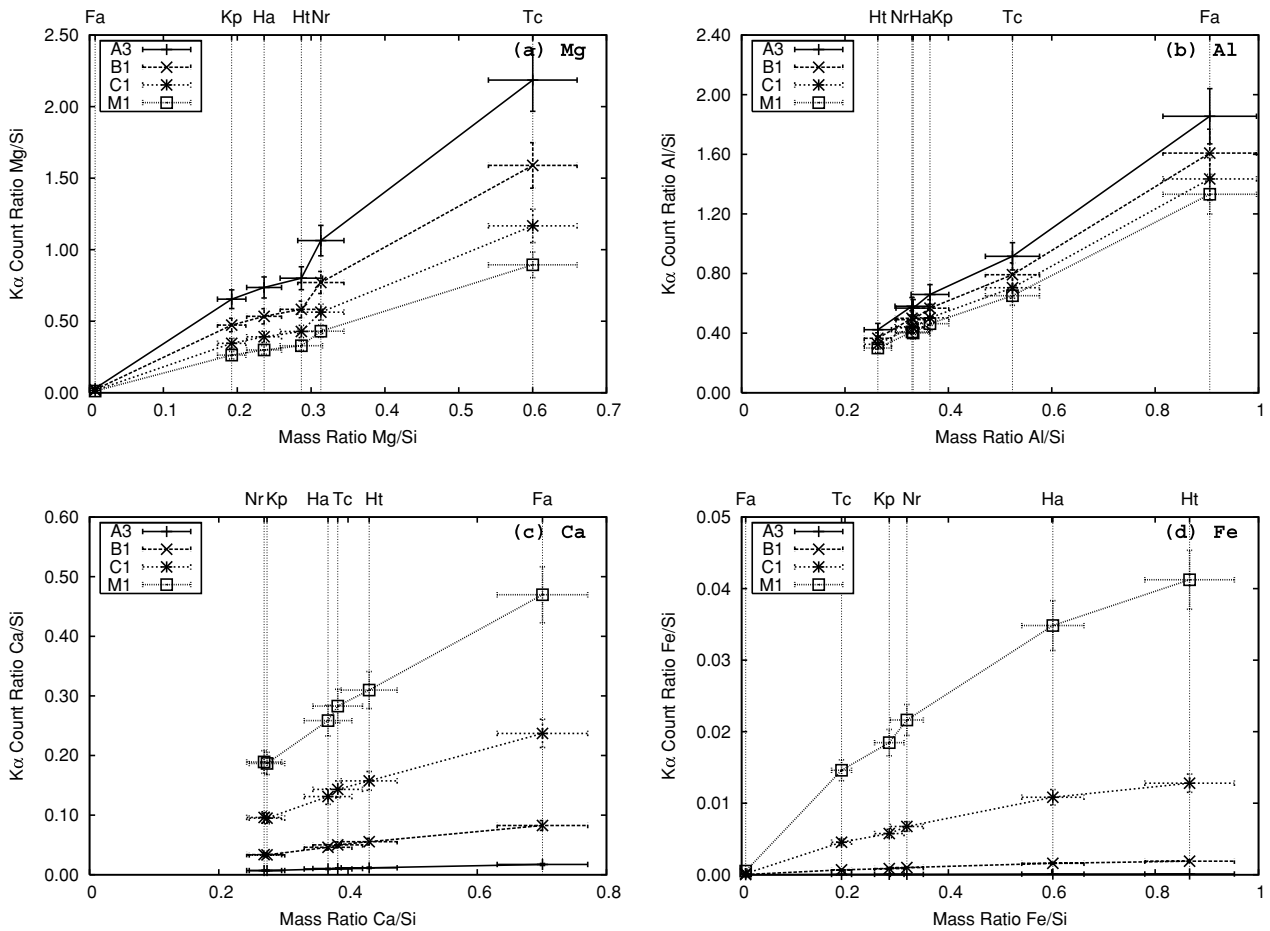 Fa Kp Ha Ht Nr Tc
(a) Mg
A3
B1
C1
M1
2.50
2.00
1.50
1.00
0.50
0.00
Kα Count Ratio Mg/Si
0 0.1 0.2 0.3 0.4 0.5 0.6 0.7
Mass Ratio Mg/Si
Ht Nr Ha Kp Tc Fa
(b) Al
A3
B1
C1
M1
2.40
2.00
1.60
1.20
0.80
0.40
0.00
Kα Count Ratio Al/Si
0 0.2 0.4 0.6 0.8 1
Mass Ratio Al/Si
Nr Kp Ha Tc Ht Fa
(c) Ca
A3
B1
C1
M1
0.60
0.50
0.40
0.30
0.20
0.10
0.00
Kα Count Ratio Ca/Si
0 0.2 0.4 0.6 0.8
Mass Ratio Ca/Si
Fa Tc Kp Nr Ha Ht
(d) Fe
A3
B1
C1
M1
0.05
0.04
0.03
0.02
0.01
0.00
Kα Count Ratio Fe/Si
0 0.2 0.4 0.6 0.8 1
Mass Ratio Fe/Si